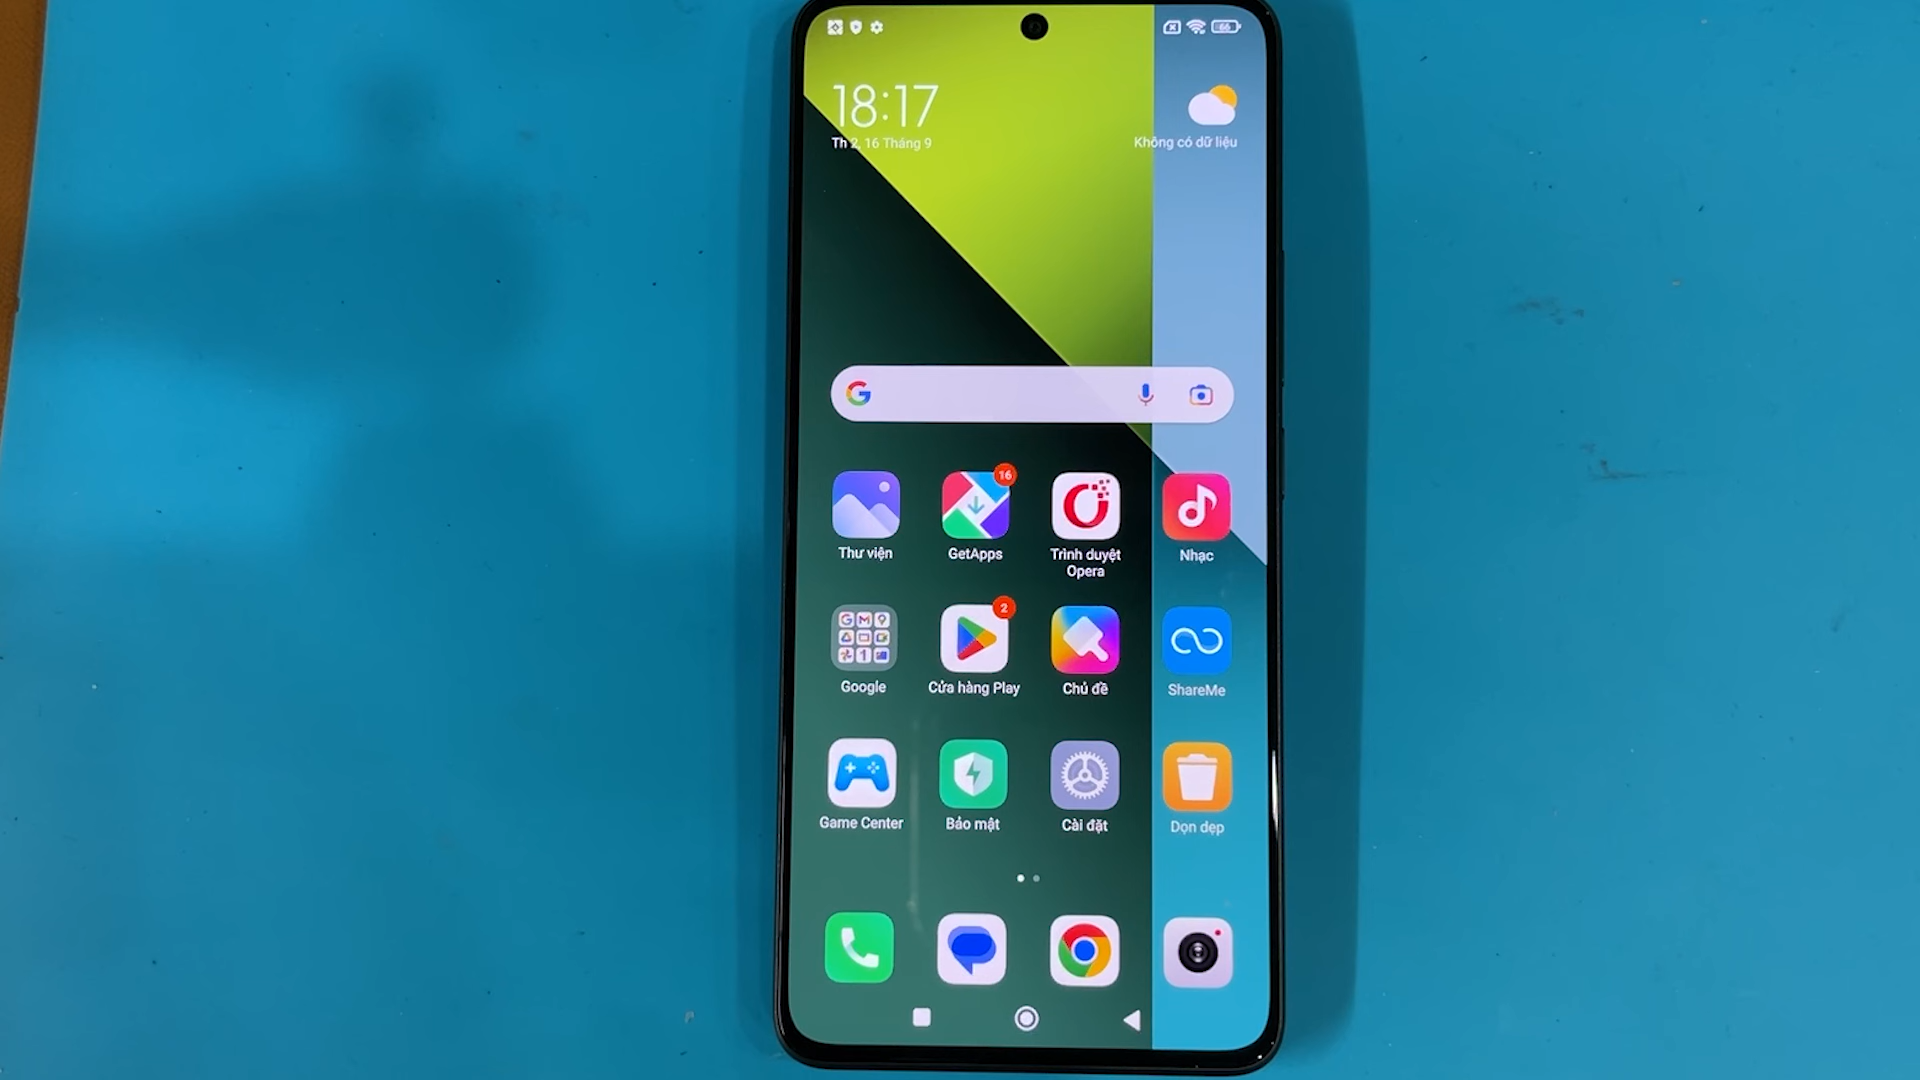 66
18:17
Th 2, 16 Tháng 9
Không có dữ liệu
16
Thư viện
GetApps
Trình duyệt
Opera
Nhạc
2
Google
Cửa hàng Play
Chủ đề
ShareMe
Game Center
Bảo mật
Cài đặt
Dọn dẹp